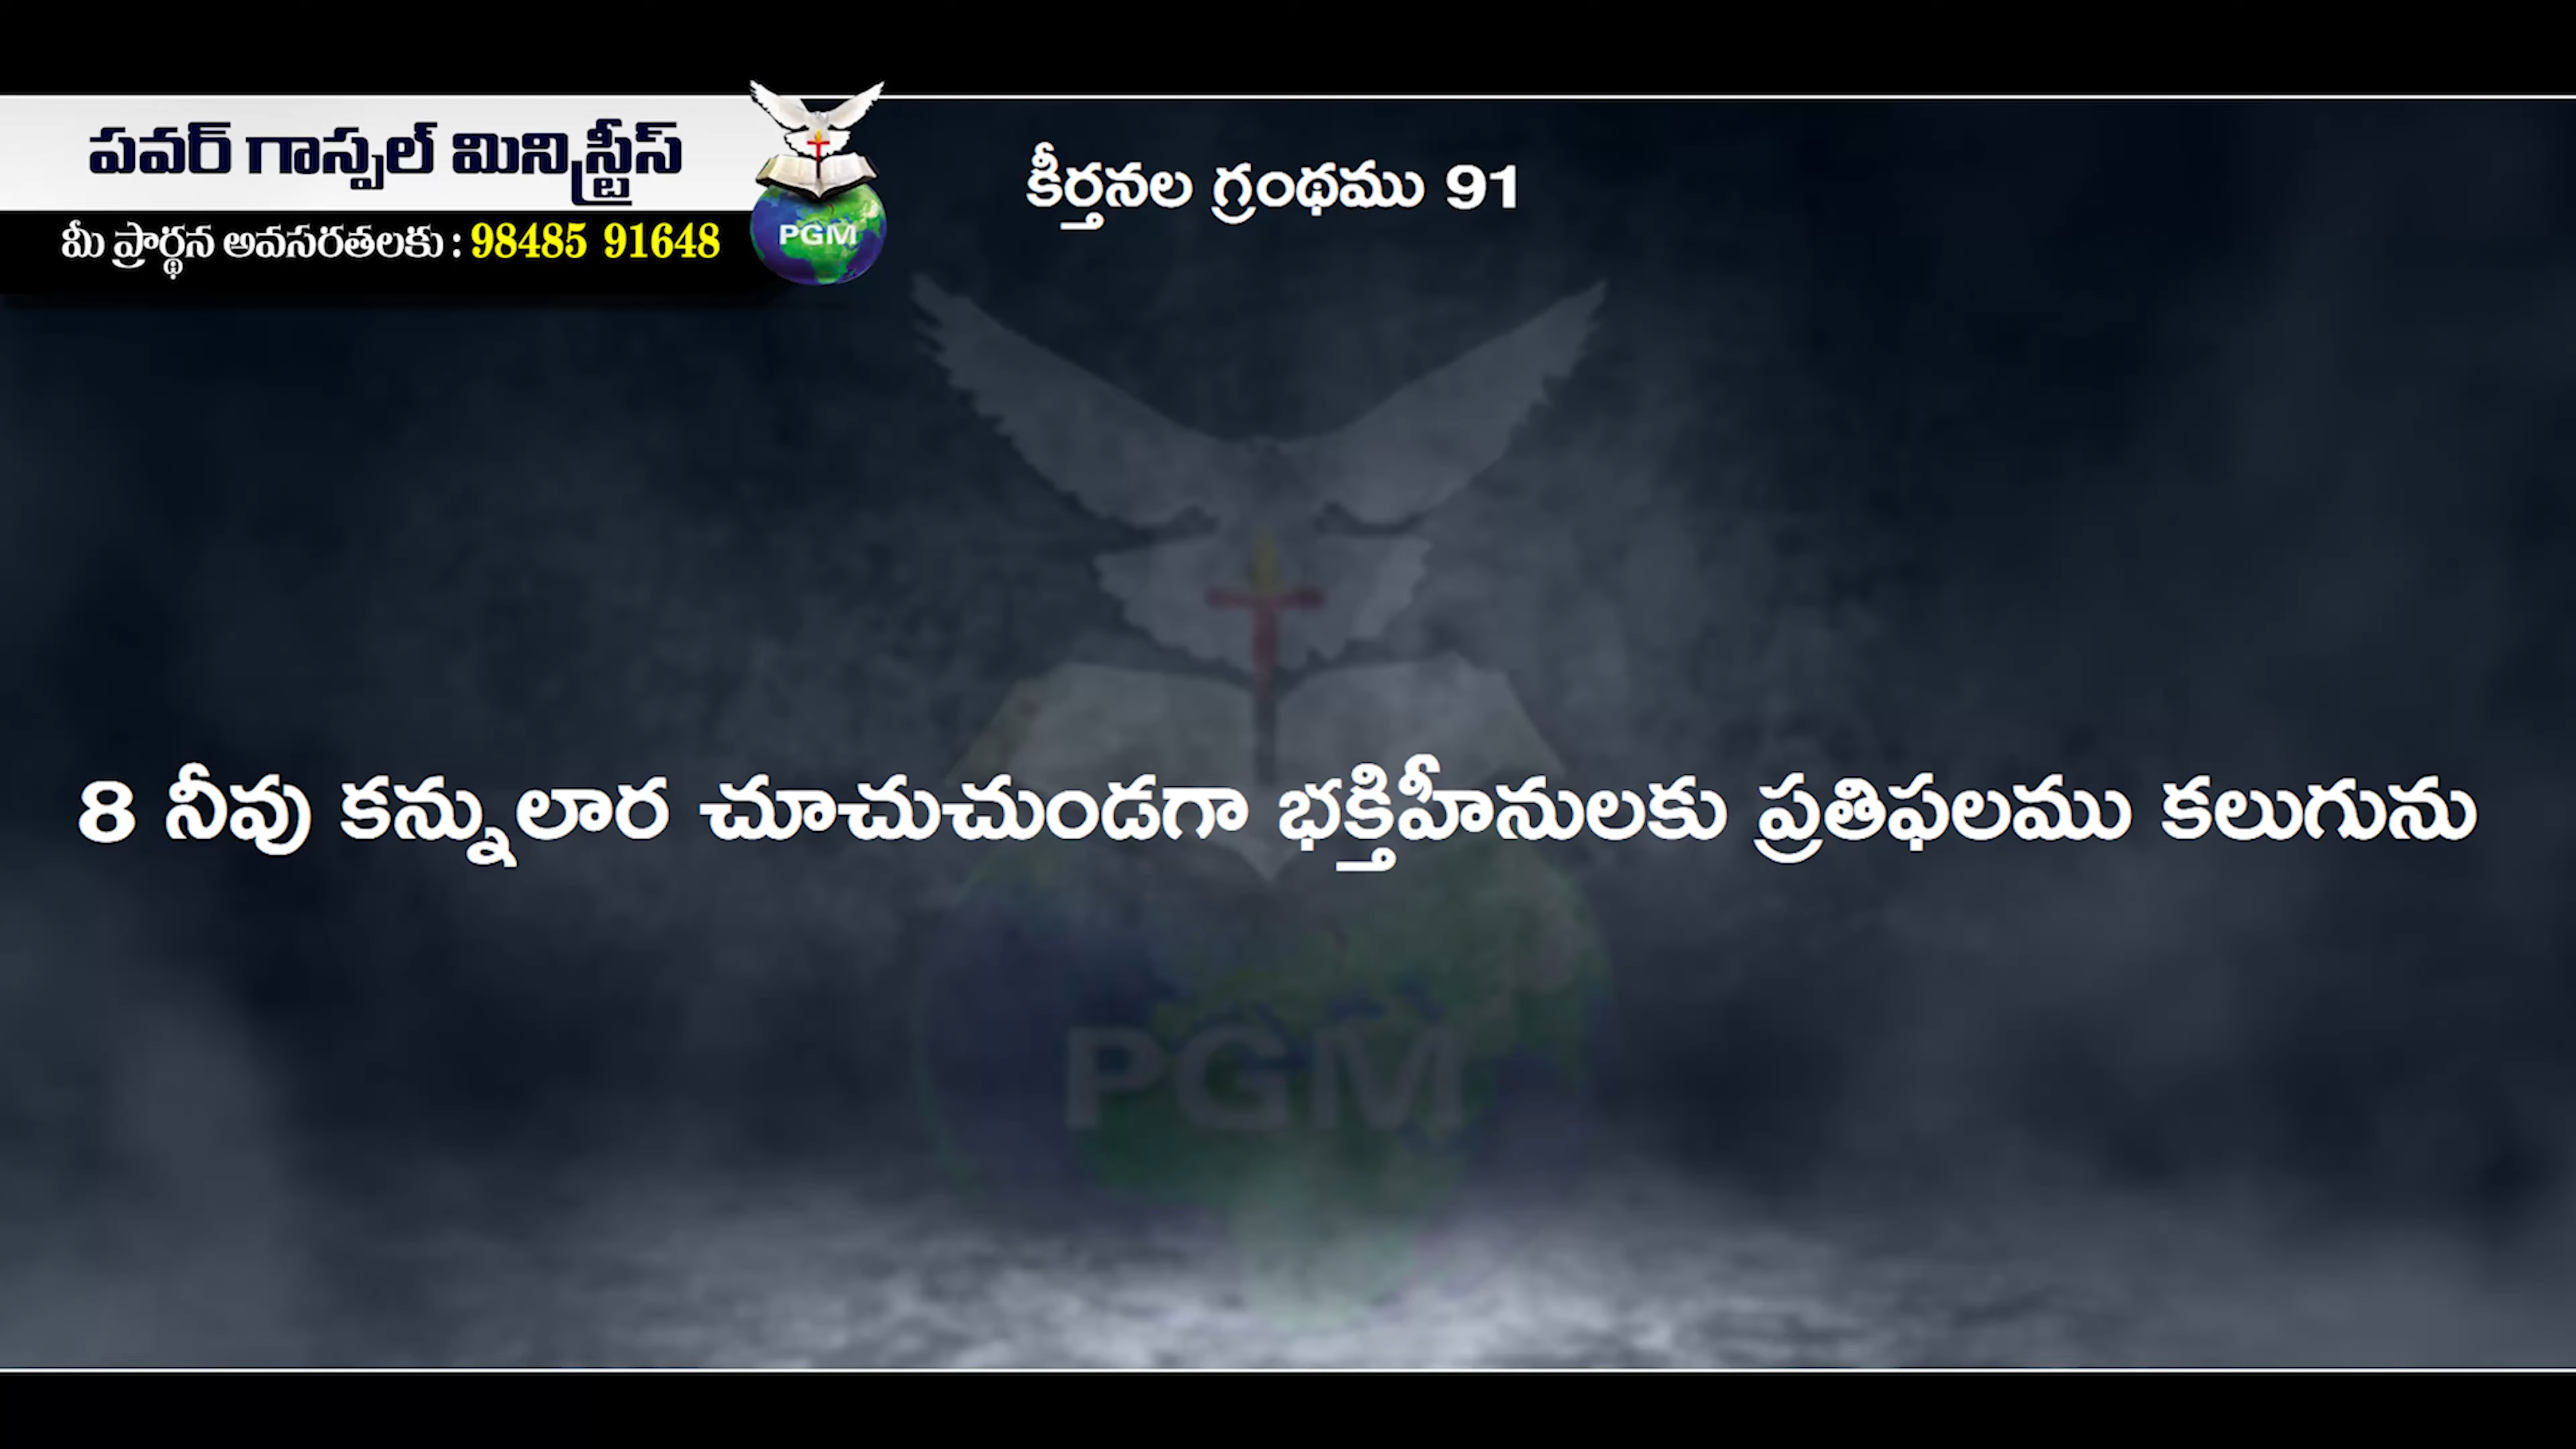 పవర్ గాస్పల్ మినిస్ట్రీస్
మీ ప్రార్థన అవసరతలకు : 98485 91648
PGM
కీర్తనల గ్రంథము 91
8 నీవు కన్నులార చూచుచుండగా భక్తిహీనులకు ప్రతిఫలము కలుగును
PGM